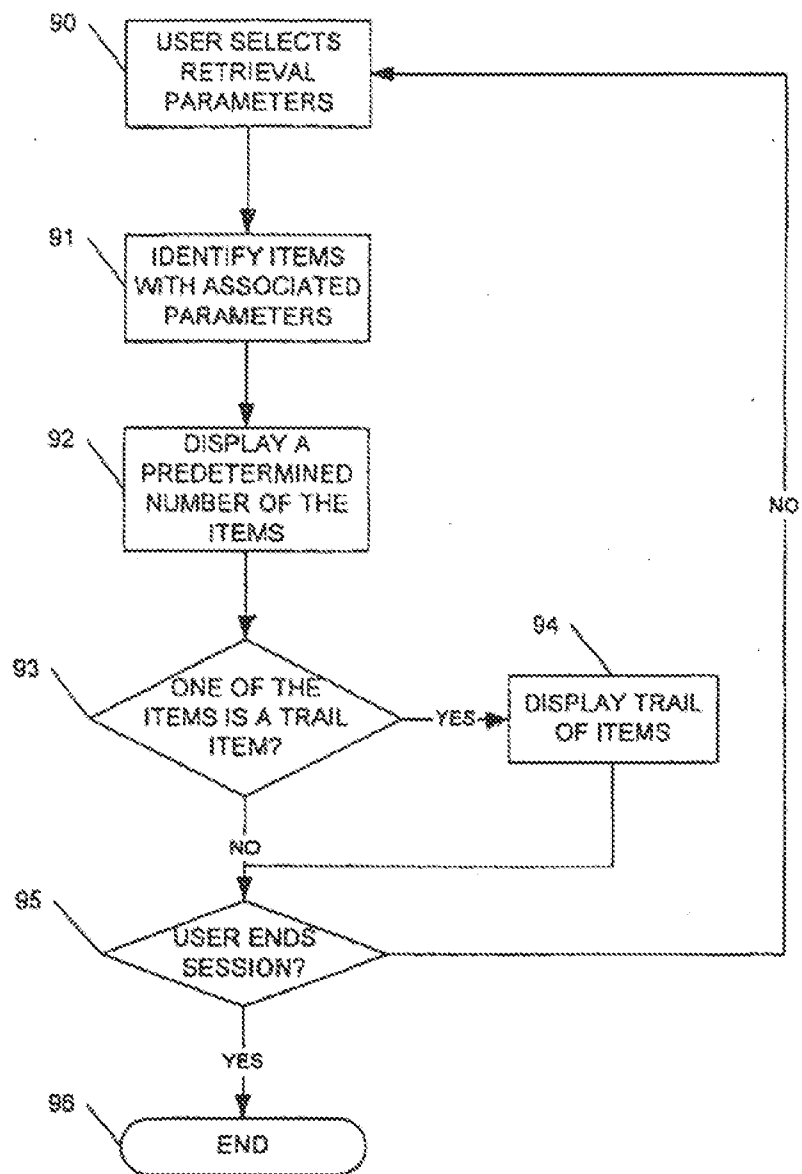 90
USER SELECTS
RETRIEVAL
PARAMETERS
91
IDENTIFY ITEMS
WITH ASSOCIATED
PARAMETERS
92
DISPLAY A
PREDETERMINED
NUMBER OF THE
ITEMS
NO
93
ONE OF THE
ITEMS IS A TRAIL
ITEM?
YES
94
DISPLAY TRAIL
OF ITEMS
NO
95
USER ENDS
SESSION?
YES
96
END